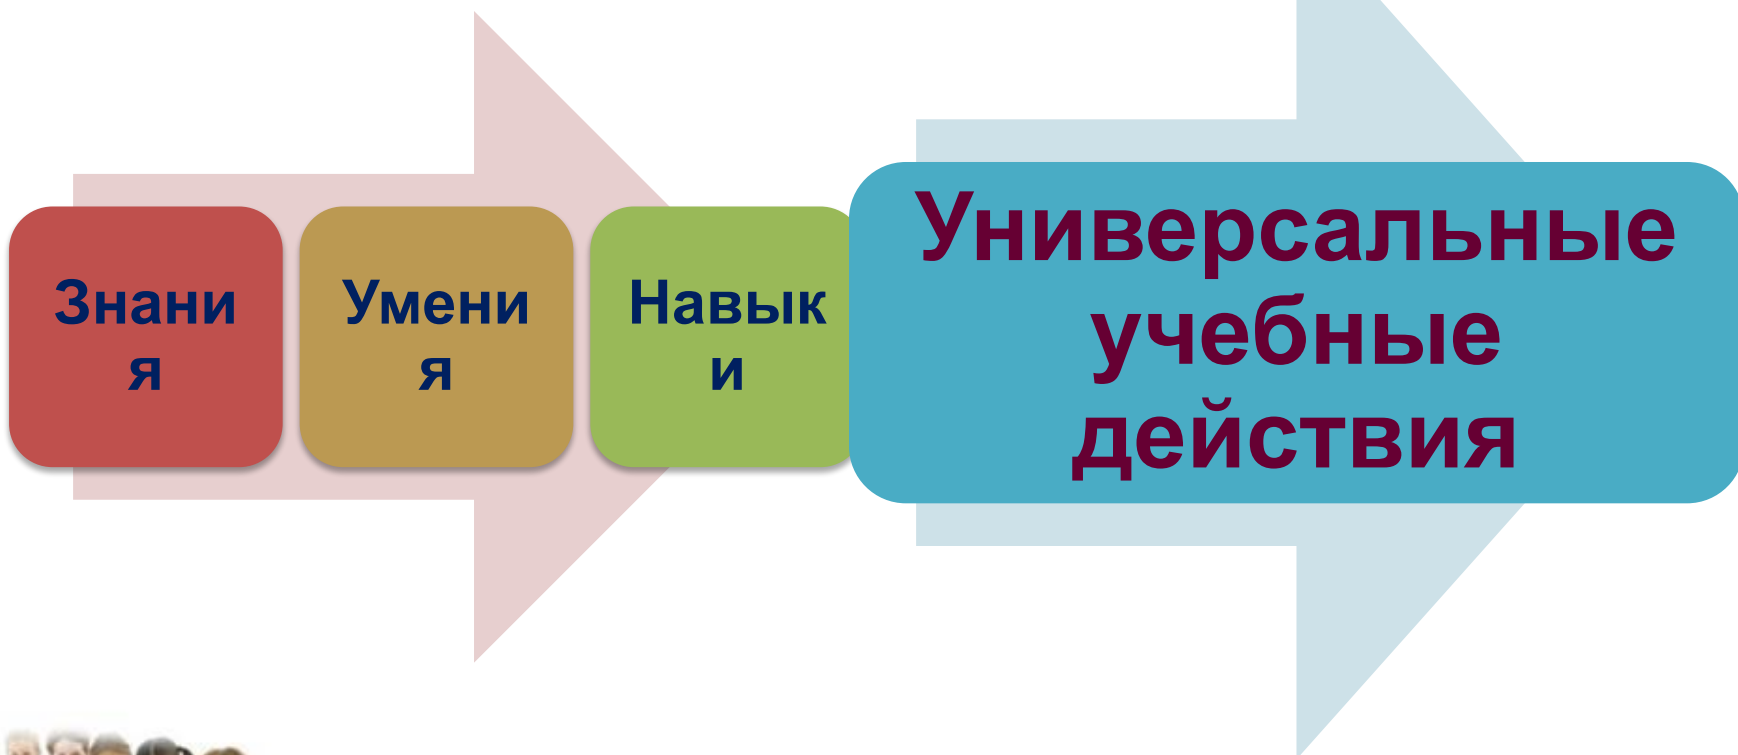 Знани
я
Умени
я
Навык
и
Универсальные
учебные
действия